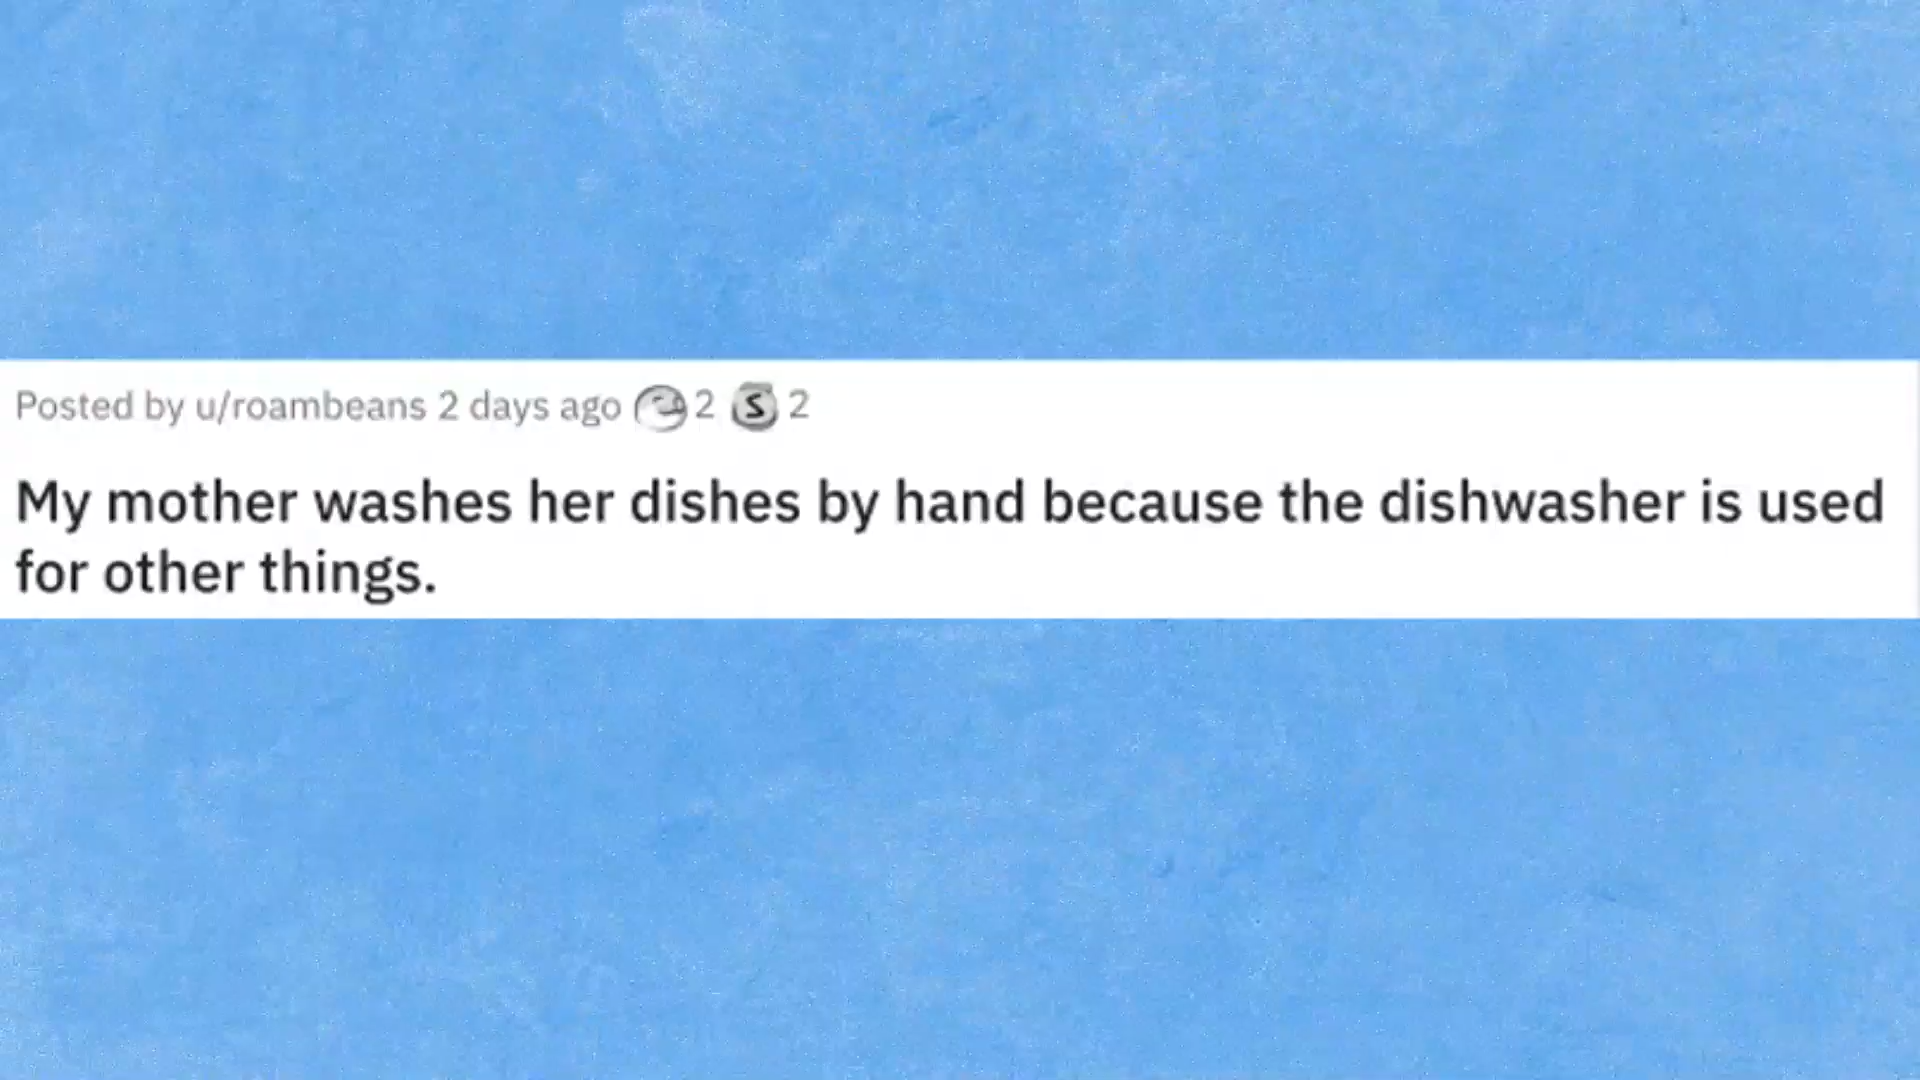 Posted by u/roambeans 2 days ago 2 S 2
My mother washes her dishes by hand because the dishwasher is used
for other things.